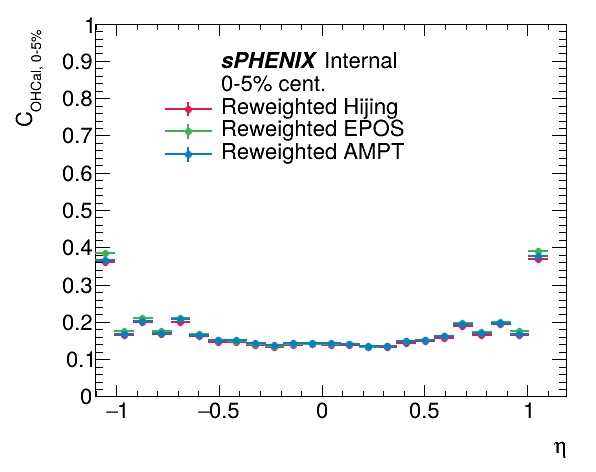 C_OHCal, 0-5%
1
0.9
0.8
0.7
0.6
0.5
0.4
0.3
0.2
0.1
0
sPHENIX Internal
0-5% cent.
Reweighted Hijing
Reweighted EPOS
Reweighted AMPT
−1 −0.5 0 0.5 1
η